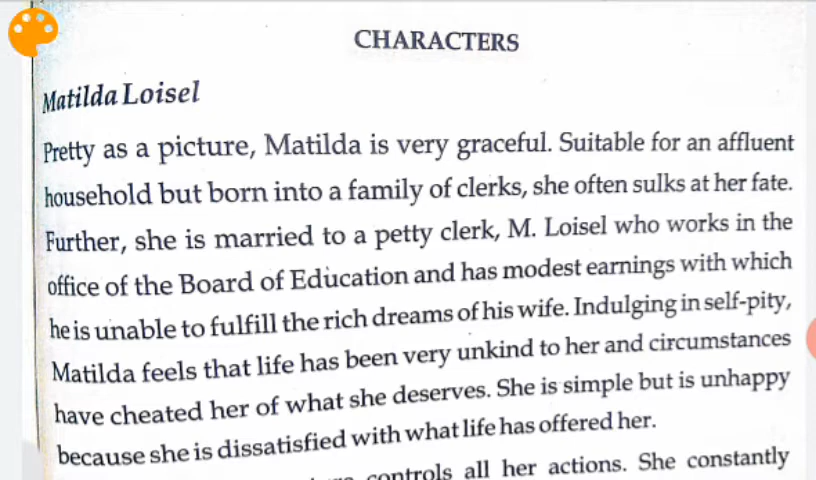 CHARACTERS
Matilda Loisel
Pretty as a picture, Matilda is very graceful. Suitable for an affluent
household but born into a family of clerks, she often sulks at her fate.
Further, she is married to a petty clerk, M. Loisel who works in the
office of the Board of Education and has modest earnings with which
he is unable to fulfill the rich dreams of his wife. Indulging in self-pity,
Matilda feels that life has been very unkind to her and circumstances
have cheated her of what she deserves. She is simple but is unhappy
because she is dissatisfied with what life has offered her.
controls all her actions. She constantly